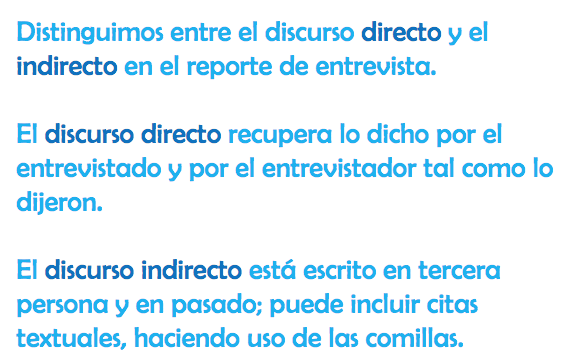 Distinguimos entre el discurso directo y el
indirecto en el reporte de entrevista.
El discurso directo recupera lo dicho por el
entrevistado y por el entrevistador tal como lo
dijeron.
El discurso indirecto está escrito en tercera
persona y en pasado; puede incluir citas
textuales, haciendo uso de las comillas.